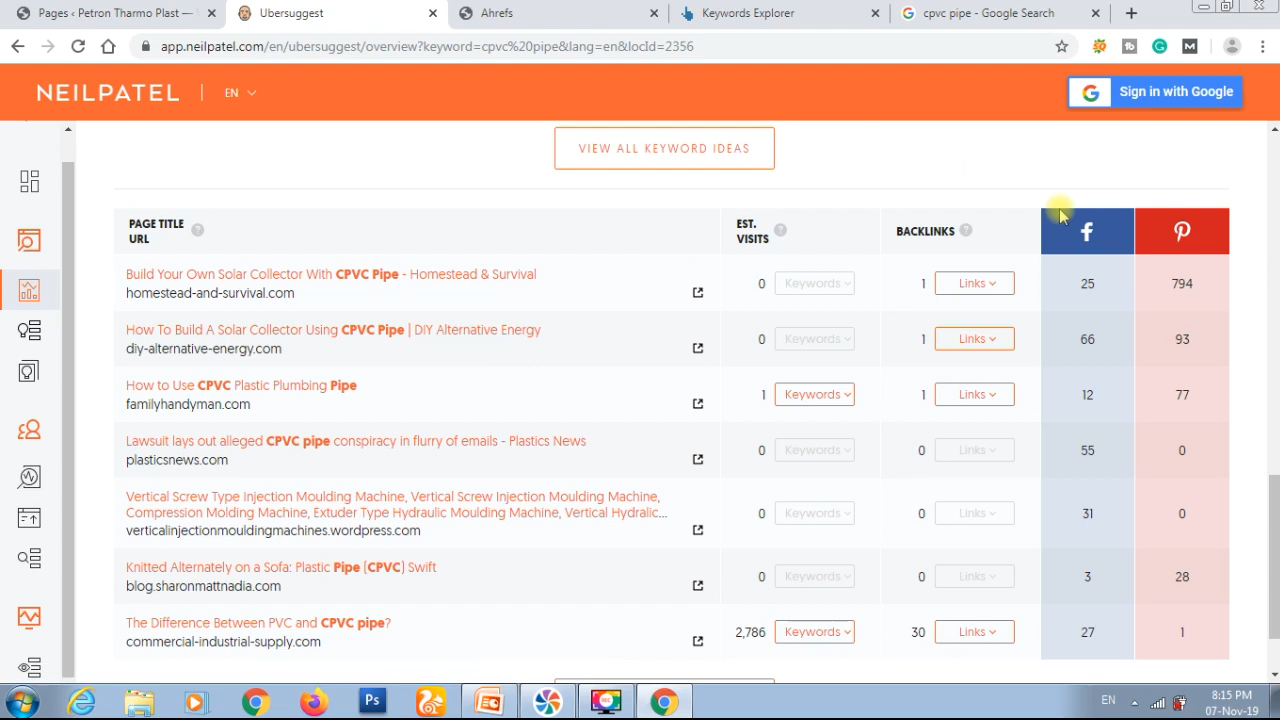 Pages ‹ Petron Tharmo Plast —
Ubersuggest
Ahrefs
Keywords Explorer
cpvc pipe - Google Search
app.neilpatel.com/en/ubersuggest/overview?keyword=cpvc%20pipe&lang=en&locId=2356
NEILPATEL
EN
Sign in with Google
VIEW ALL KEYWORD IDEAS
PAGE TITLE
URL
EST.
VISITS
BACKLINKS
Build Your Own Solar Collector With CPVC Pipe - Homestead & Survival
homestead-and-survival.com
0 Keywords 1 Links 25 794
How To Build A Solar Collector Using CPVC Pipe | DIY Alternative Energy
diy-alternative-energy.com
0 Keywords 1 Links 66 93
How to Use CPVC Plastic Plumbing Pipe
familyhandyman.com
1 Keywords 1 Links 12 77
Lawsuit lays out alleged CPVC pipe conspiracy in flurry of emails - Plastics News
plasticsnews.com
0 Keywords 0 Links 55 0
Vertical Screw Type Injection Moulding Machine, Vertical Screw Injection Moulding Machine,
Compression Molding Machine, Extuder Type Hydraulic Moulding Machine, Vertical Hydralic...
verticalinjectionmouldingmachines.wordpress.com
0 Keywords 0 Links 31 0
Knitted Alternately on a Sofa: Plastic Pipe (CPVC) Swift
blog.sharonmattnadia.com
0 Keywords 0 Links 3 28
The Difference Between PVC and CPVC pipe?
commercial-industrial-supply.com
2,786 Keywords 30 Links 27 1
Ps
EN
8:15 PM
07-Nov-19